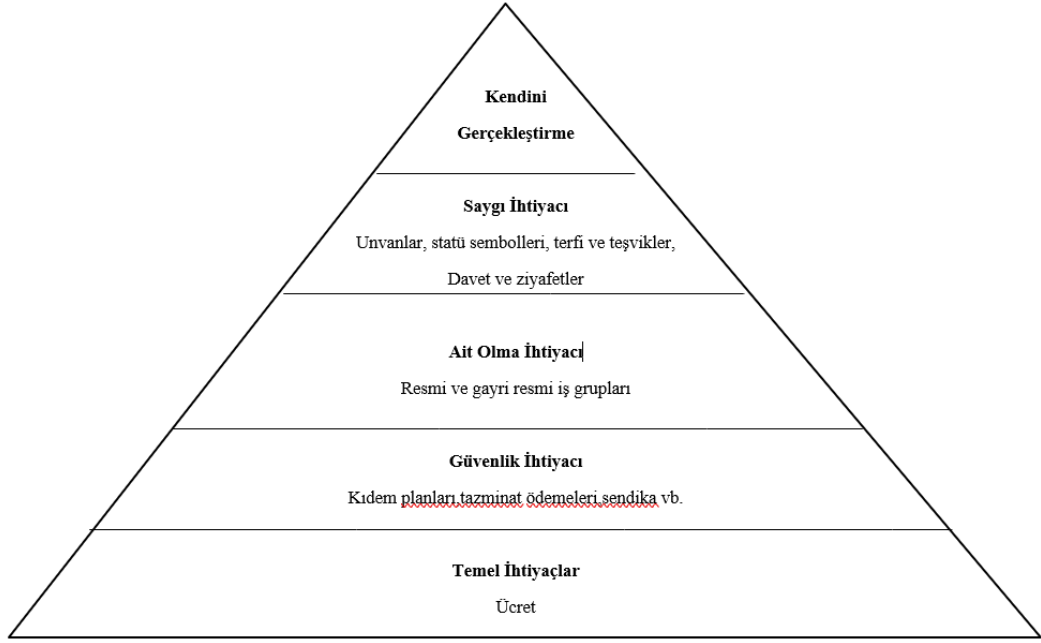 Kendini
Gerçekleştirme
Saygı İhtiyacı
Unvanlar, statü sembolleri, terfi ve teşvikler,
Davet ve ziyafetler
Ait Olma İhtiyacı
Resmi ve gayri resmi iş grupları
Güvenlik İhtiyacı
Kıdem planları,tazminat ödemeleri,sendika vb.
Temel İhtiyaçlar
Ücret